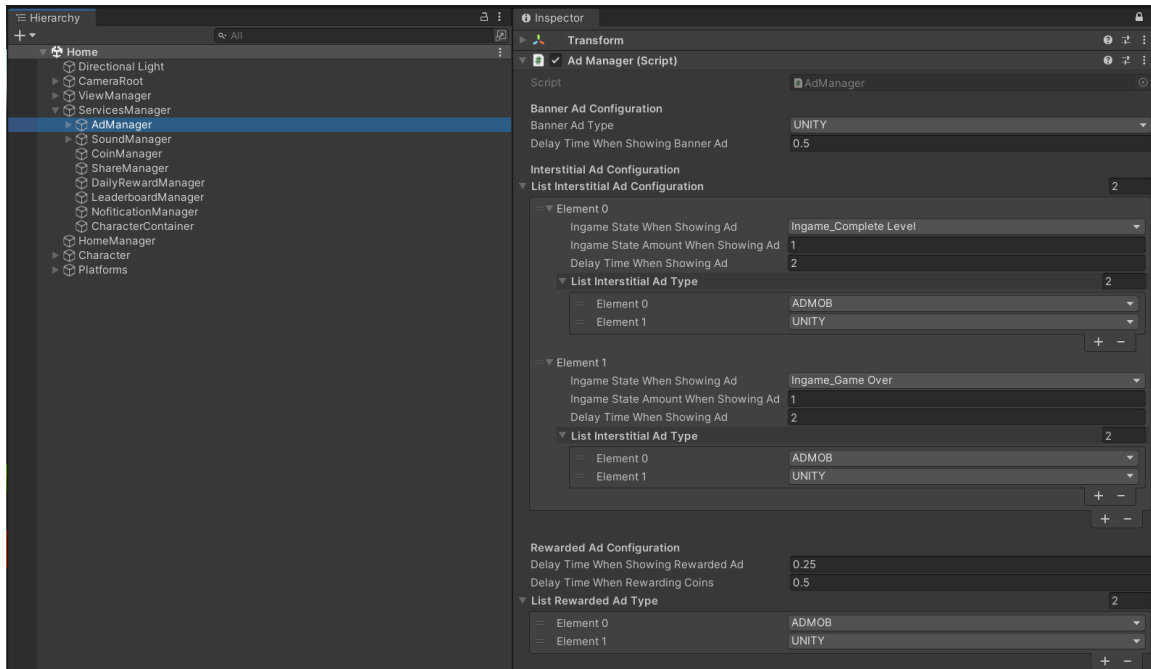 Hierarchy
All
Home
Directional Light
CameraRoot
ViewManager
ServicesManager
AdManager
SoundManager
CoinManager
ShareManager
DailyRewardManager
LeaderboardManager
NofiticationManager
CharacterContainer
HomeManager
Character
Platforms
Inspector
Transform
Ad Manager (Script)
Script AdManager
Banner Ad Configuration
Banner Ad Type UNITY
Delay Time When Showing Banner Ad 0.5
Interstitial Ad Configuration
List Interstitial Ad Configuration 2
Element 0
Ingame State When Showing Ad Ingame_Complete Level
Ingame State Amount When Showing Ad 1
Delay Time When Showing Ad 2
List Interstitial Ad Type 2
Element 0 ADMOB
Element 1 UNITY
Element 1
Ingame State When Showing Ad Ingame_Game Over
Ingame State Amount When Showing Ad 1
Delay Time When Showing Ad 2
List Interstitial Ad Type 2
Element 0 ADMOB
Element 1 UNITY
Rewarded Ad Configuration
Delay Time When Showing Rewarded Ad 0.25
Delay Time When Rewarding Coins 0.5
List Rewarded Ad Type 2
Element 0 ADMOB
Element 1 UNITY